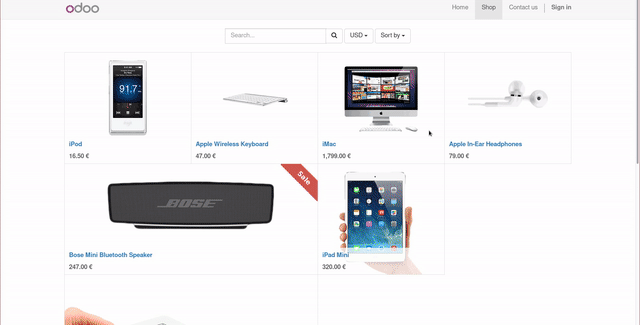 odoo
Home Shop Contact us Sign in
Search... USD Sort by
91.7
iPod
16.50 €
Apple Wireless Keyboard
47.00 €
iMac
1,799.00 €
Apple In-Ear Headphones
79.00 €
Sale
BOSE
Bose Mini Bluetooth Speaker
247.00 €
iPad Mini
320.00 €